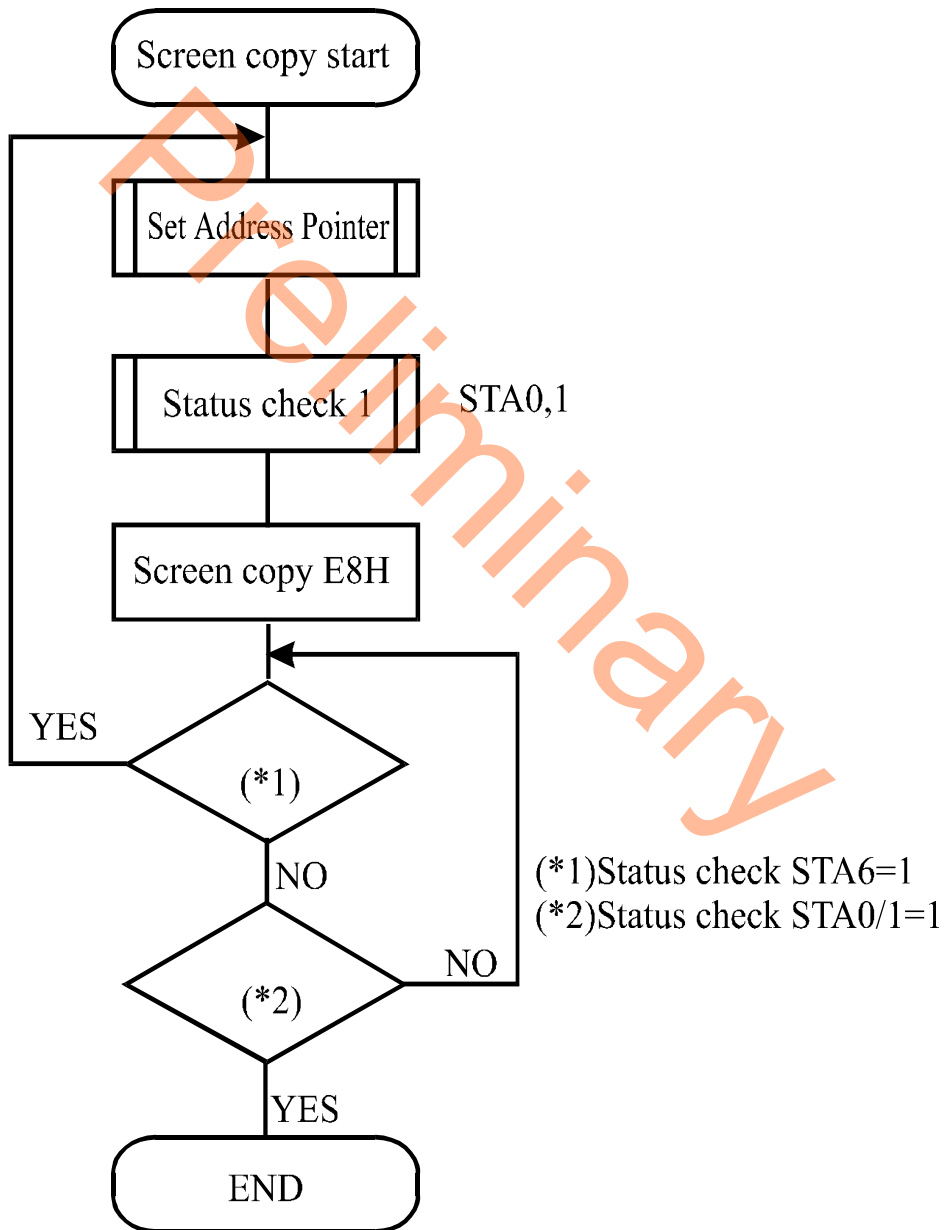 Screen copy start
Set Address Pointer
Status check 1
STA0,1
Screen copy E8H
YES
(*1)
NO
(*1)Status check STA6=1
(*2)Status check STA0/1=1
NO
(*2)
YES
END
Preliminary